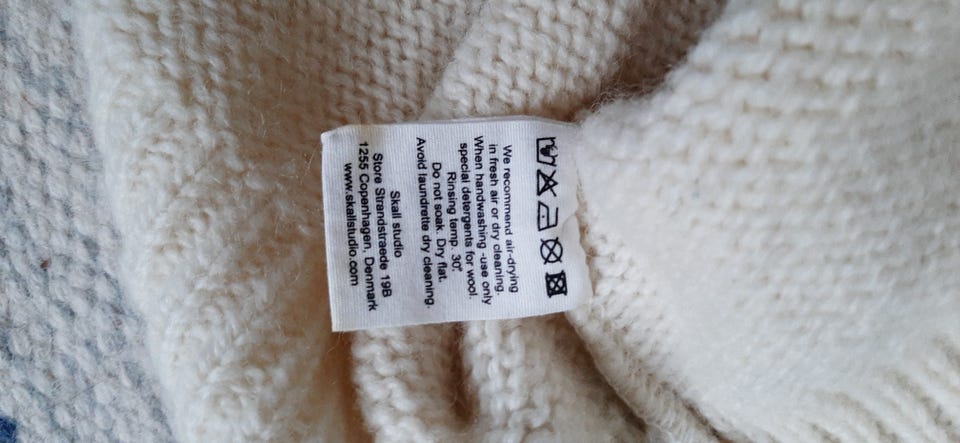 We recommend air-drying
in fresh air or dry cleaning.
When handwashing -use only
special detergents for wool.
Rinsing temp. 30°.
Do not soak. Dry flat.
Avoid laundrette dry cleaning.
Skall studio
Store Strandstraede 19B
1255 Copenhagen, Denmark
www.skallstudio.com